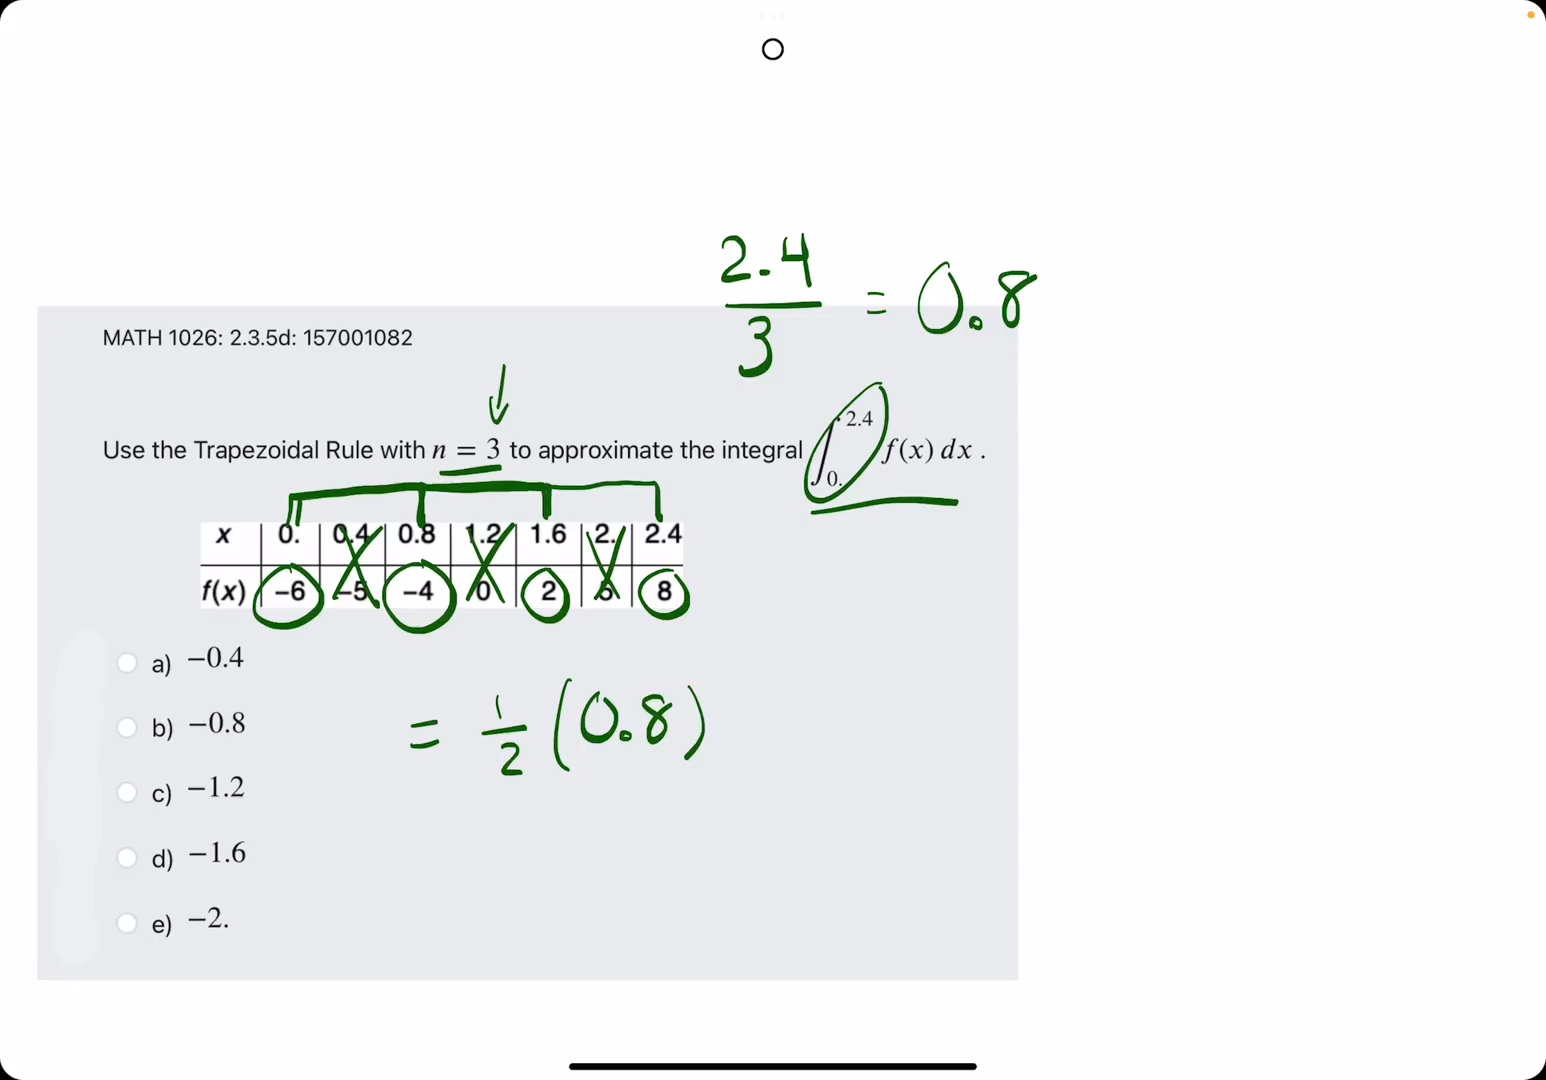 2.4
3
= 0.8
MATH 1026: 2.3.5d: 157001082
Use the Trapezoidal Rule with n = 3 to approximate the integral ∫_{0.}^{2.4} f(x) dx .
x 0. 0.4 0.8 1.2 1.6 2. 2.4
f(x) −6 −5 −4 0 2 5 8
a) −0.4
b) −0.8
= 1/2 (0.8)
c) −1.2
d) −1.6
e) −2.